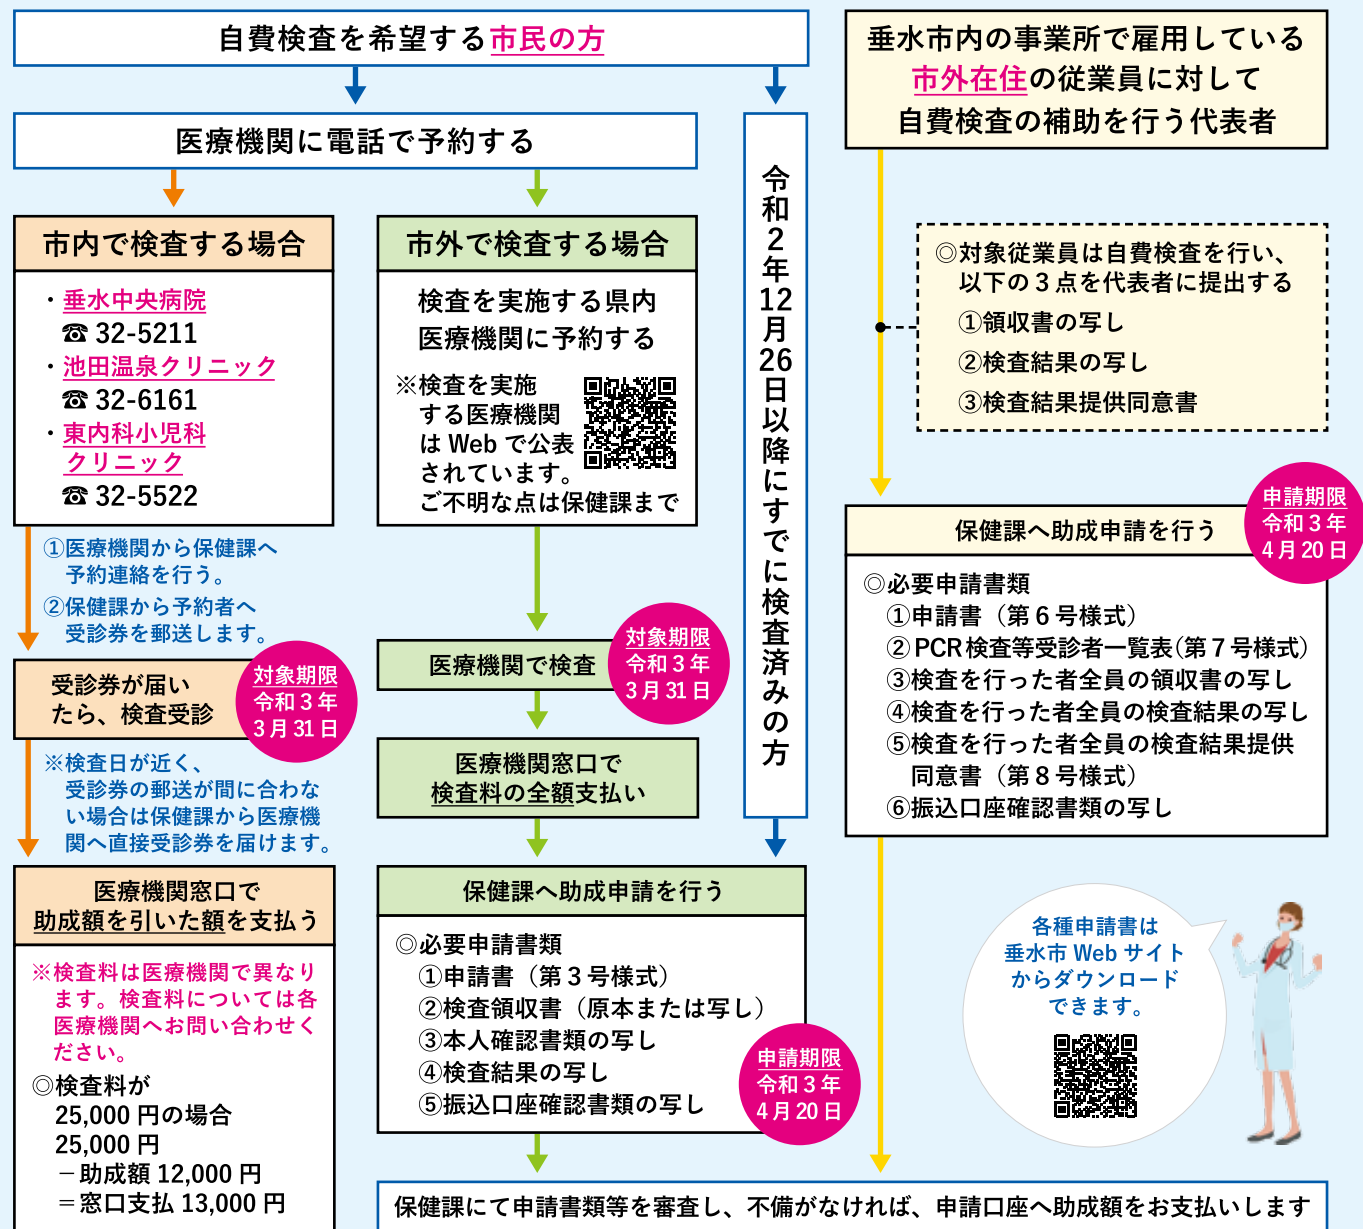 自費検査を希望する市民の方
医療機関に電話で予約する
市内で検査する場合
・垂水中央病院
☎ 32-5211
・池田温泉クリニック
☎ 32-6161
・東内科小児科
クリニック
☎ 32-5522
①医療機関から保健課へ
予約連絡を行う。
②保健課から予約者へ
受診券を郵送します。
受診券が届い
たら、検査受診
対象期限
令和３年
３月 31 日
※検査日が近く、
受診券の郵送が間に合わな
い場合は保健課から医療機
関へ直接受診券を届けます。
医療機関窓口で
助成額を引いた額を支払う
※検査料は医療機関で異なり
ます。検査料については各
医療機関へお問い合わせく
ださい。
◎検査料が
25,000 円の場合
25,000 円
－助成額 12,000 円
＝窓口支払 13,000 円
市外で検査する場合
検査を実施する県内
医療機関に予約する
※検査を実施
する医療機関
は Web で公表
されています。
ご不明な点は保健課まで
医療機関で検査
対象期限
令和３年
３月 31 日
医療機関窓口で
検査料の全額支払い
令和２年12月26日以降にすでに検査済みの方
保健課へ助成申請を行う
◎必要申請書類
①申請書（第３号様式）
②検査領収書（原本または写し）
③本人確認書類の写し
④検査結果の写し
⑤振込口座確認書類の写し
申請期限
令和３年
４月 20 日
垂水市内の事業所で雇用している
市外在住の従業員に対して
自費検査の補助を行う代表者
◎対象従業員は自費検査を行い、
以下の３点を代表者に提出する
①領収書の写し
②検査結果の写し
③検査結果提供同意書
保健課へ助成申請を行う
申請期限
令和３年
４月 20 日
◎必要申請書類
①申請書（第６号様式）
②PCR検査等受診者一覧表（第７号様式）
③検査を行った者全員の領収書の写し
④検査を行った者全員の検査結果の写し
⑤検査を行った者全員の検査結果提供
同意書（第８号様式）
⑥振込口座確認書類の写し
各種申請書は
垂水市 Web サイト
からダウンロード
できます。
保健課にて申請書類等を審査し、不備がなければ、申請口座へ助成額をお支払いします